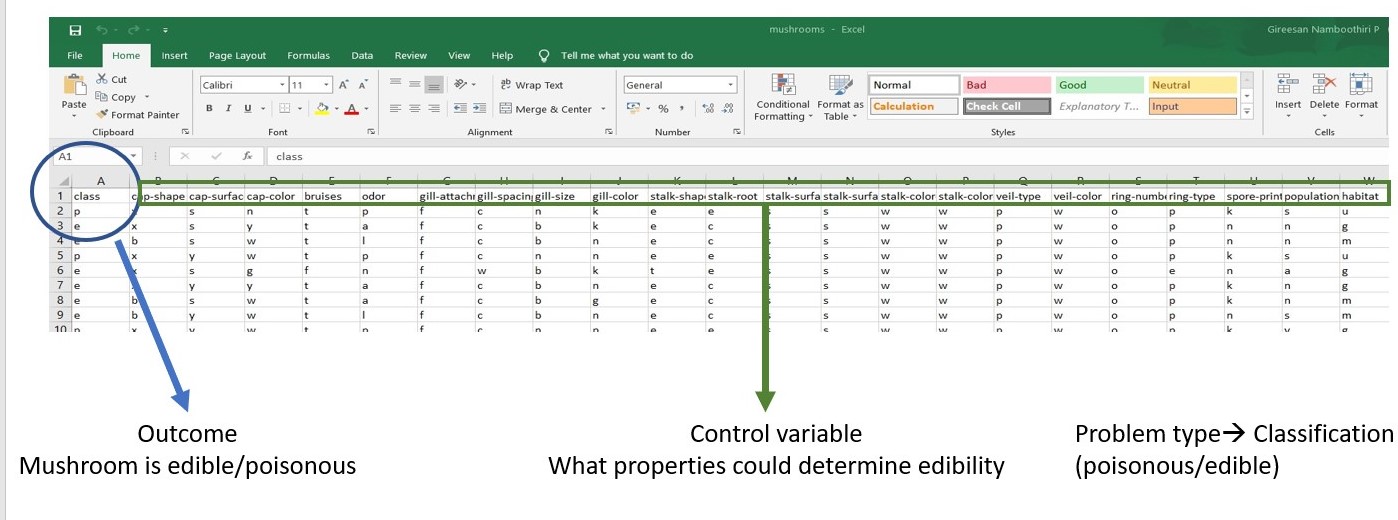 mushrooms - Excel
Gireesan Namboothiri P
File Home Insert Page Layout Formulas Data Review View Help Tell me what you want to do
Cut
Copy
Format Painter
Paste
Clipboard
Calibri 11 A A
B I U A
Font
Wrap Text
Merge & Center
Alignment
General
% ,
Number
Conditional Formatting
Format as Table
Normal Bad Good Neutral
Calculation Check Cell Explanatory T... Input
Styles
Insert Delete Format
Cells
A1 fx class
A B C D E F G H I J K L M N O P Q R S T U V W
1 class cap-shape cap-surfac cap-color bruises odor gill-attachr gill-spacing gill-size gill-color stalk-shap stalk-root stalk-surfa stalk-surfa stalk-color stalk-color veil-type veil-color ring-numbe ring-type spore-print population habitat
2 p x s n t p f c n k e e s s w w p w o p k s u
3 e x s y t a f c b k e c s s w w p w o p n n g
4 e b s w t l f c b n e c s s w w p w o p n n m
5 p x y w t p f c n n e e s s w w p w o p k s u
6 e x s g f n f w b k t e s s w w p w o e n a g
7 e x y y t a f c b n e c s s w w p w o p k n g
8 e b s w t a f c b g e c s s w w p w o p k n m
9 e b y w t a f c b n e c s s w w p w o p n s m
10 p x y w t p f c n n e e s s w w p w o p k v g
Outcome
Mushroom is edible/poisonous
Control variable
What properties could determine edibility
Problem type→ Classification
(poisonous/edible)